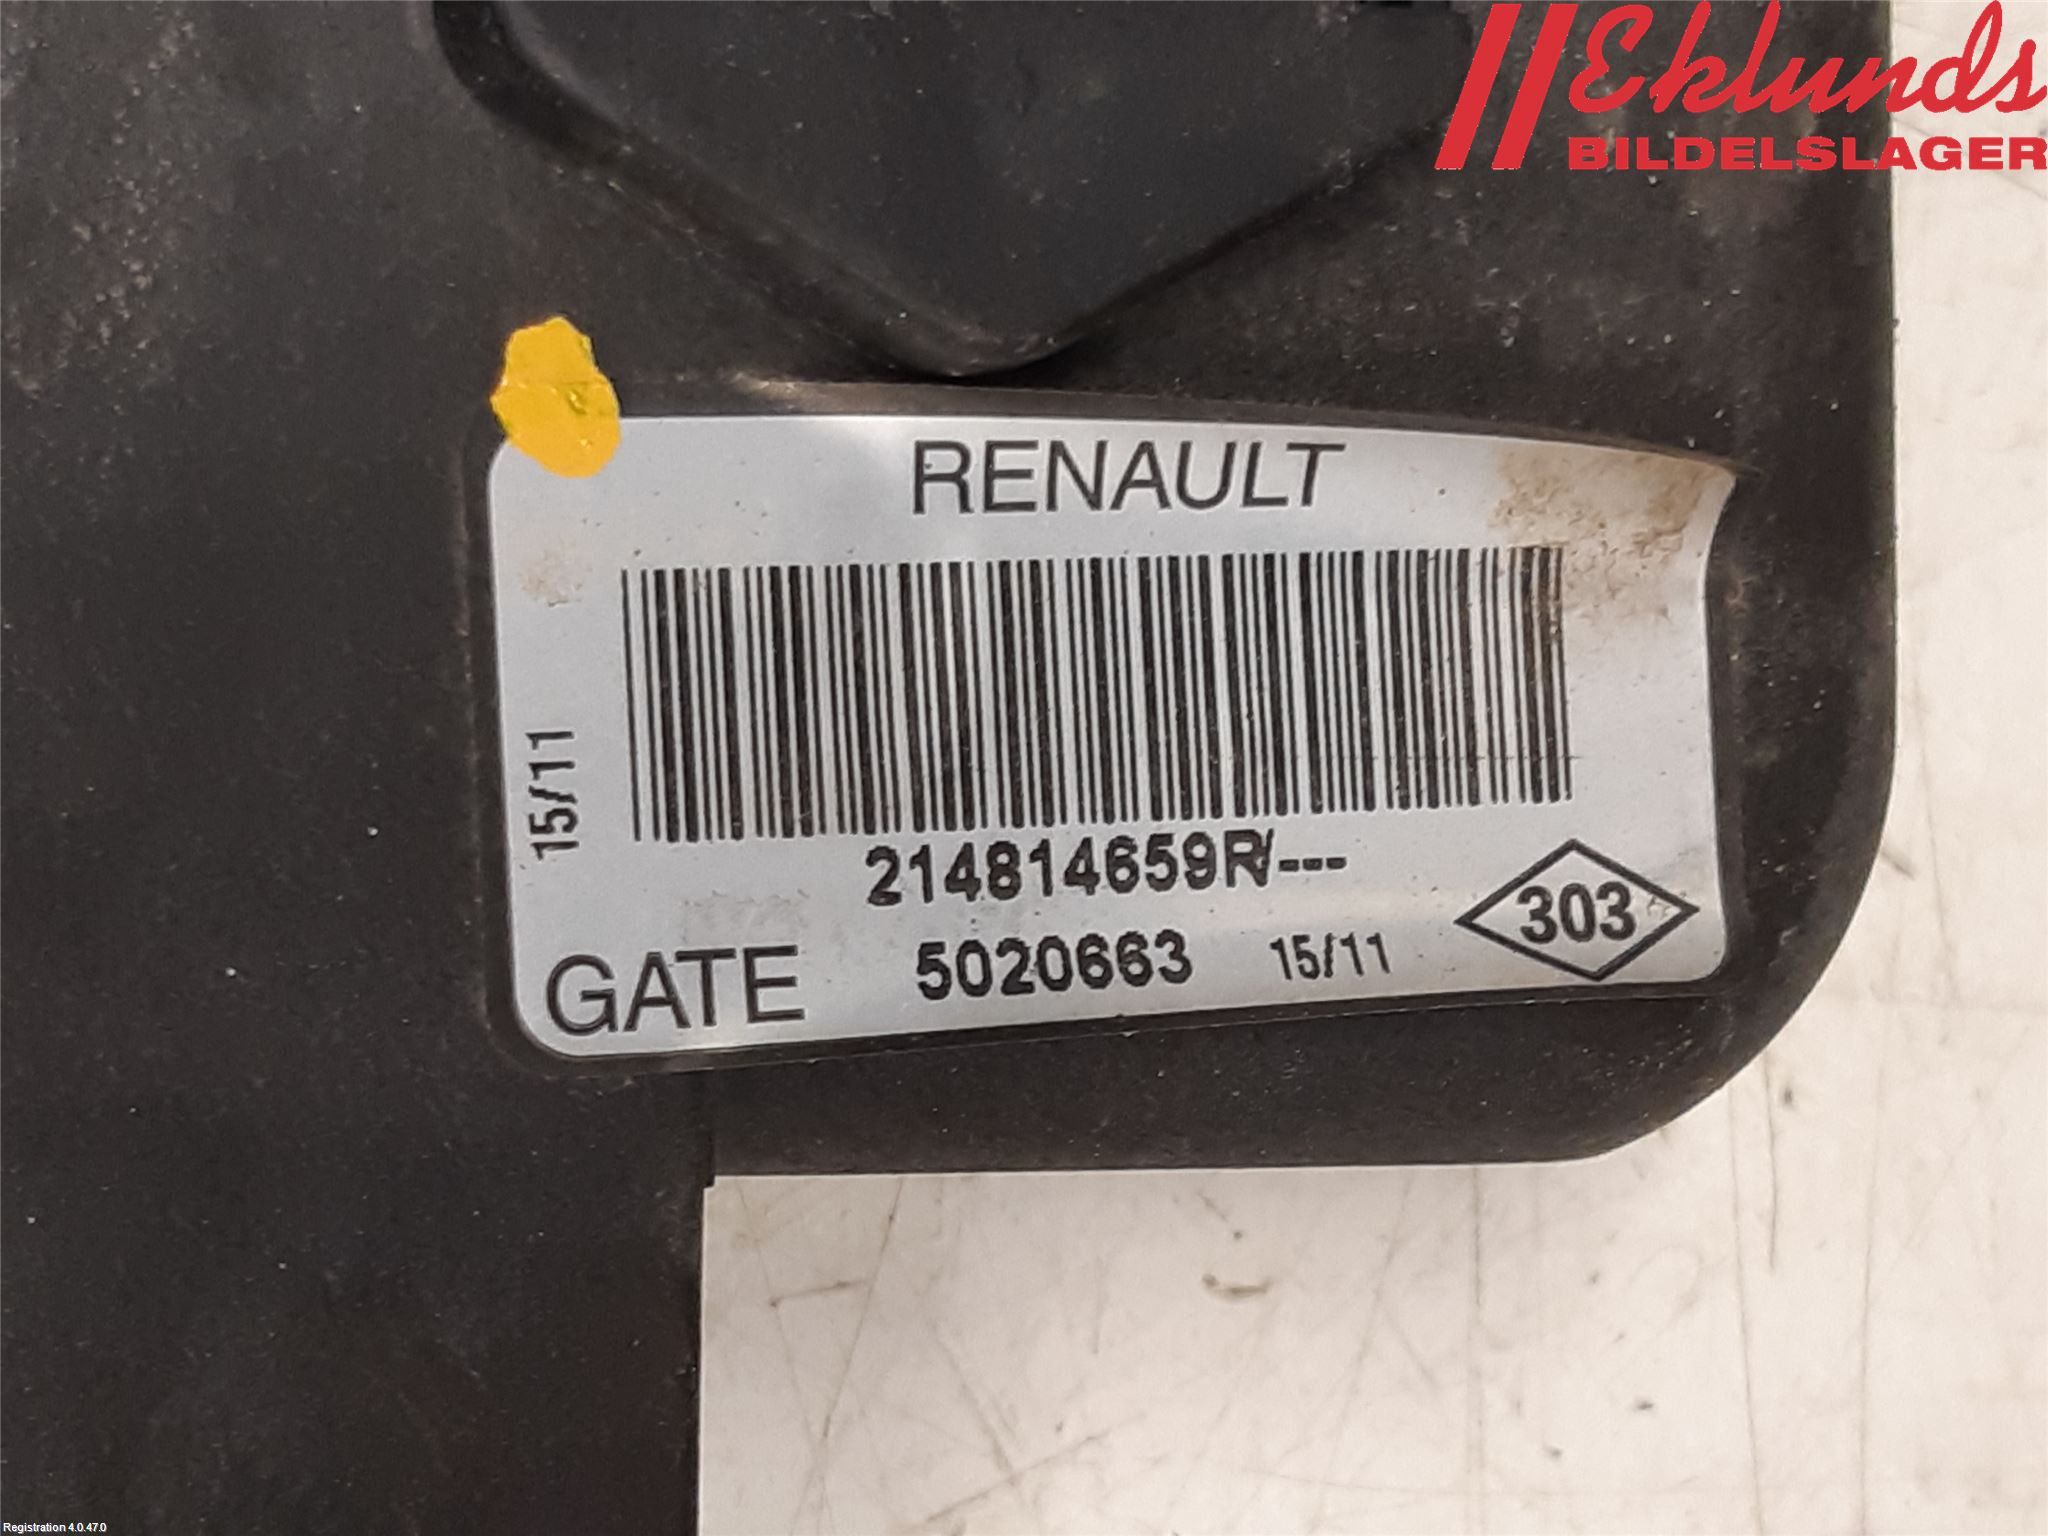 Eklunds
BILDELSLAGER
RENAULT
15/11
214814659R/---
303
GATE 5020663 15/11
Registration 4.0.47.0